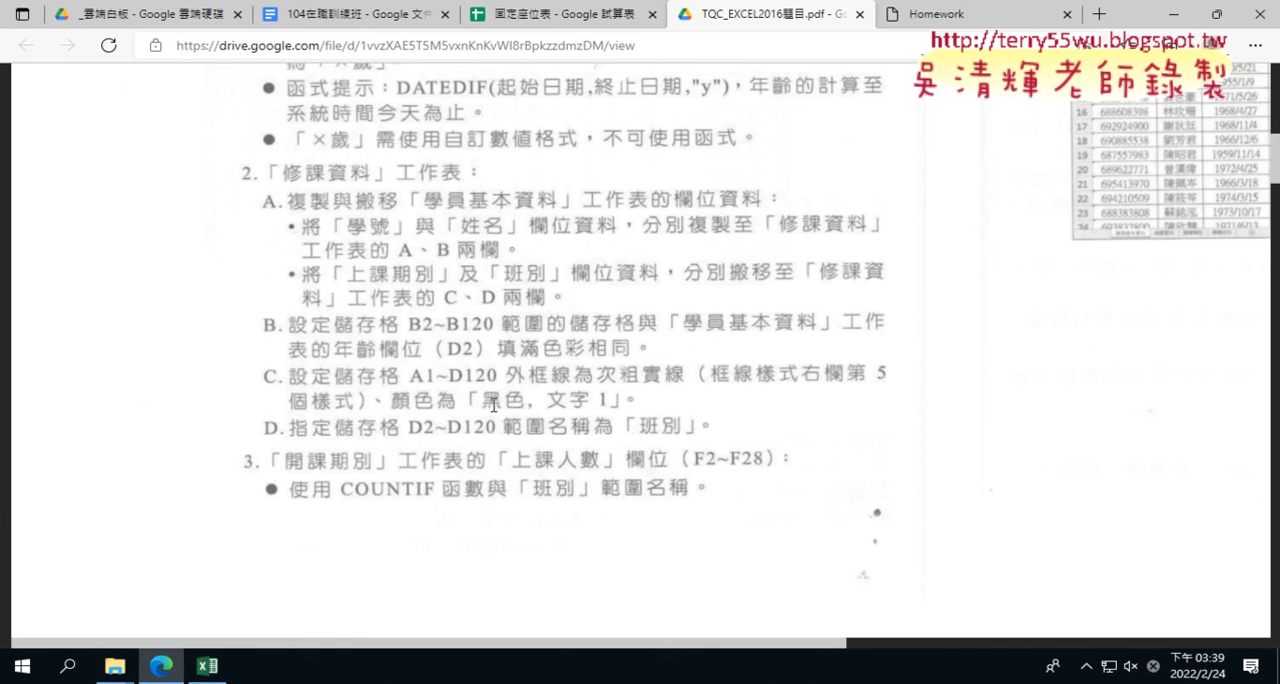 _雲端白板 - Google 雲端硬碟
104在職訓練班 - Google 文件
固定座位表 - Google 試算表
TQC_EXCEL2016題目.pdf - Go
Homework
https://drive.google.com/file/d/1vvzXAE5T5M5vxnKnKvWl8rBpkzzdmzDM/view
http://terry55wu.blogspot.tw
吳清輝老師錄製
為「×歲」。
● 函式提示：DATEDIF(起始日期,終止日期,"y")，年齡的計算至
系統時間今天為止。
● 「×歲」需使用自訂數值格式，不可使用函式。
2.「修課資料」工作表：
A. 複製與搬移「學員基本資料」工作表的欄位資料：
•將「學號」與「姓名」欄位資料，分別複製至「修課資料」
工作表的 A、B 兩欄。
•將「上課期別」及「班別」欄位資料，分別搬移至「修課資
料」工作表的 C、D 兩欄。
B. 設定儲存格 B2~B120 範圍的儲存格與「學員基本資料」工作
表的年齡欄位（D2）填滿色彩相同。
C. 設定儲存格 A1~D120 外框線為次粗實線（框線樣式右欄第 5
個樣式）、顏色為「黑色, 文字 1」。
D. 指定儲存格 D2~D120 範圍名稱為「班別」。
3.「開課期別」工作表的「上課人數」欄位（F2~F28）：
● 使用 COUNTIF 函數與「班別」範圍名稱。
16 688608398 1968/4/27
17 692924900 1968/11/4
18 690885538 劉芳君 1966/12/6
19 687557983 陳昭君 1959/11/14
20 689622771 曾漢偉 1972/4/25
21 695413970 1966/3/18
22 694210509 陳筱苓 1974/3/15
23 688383808 1973/10/17
下午 03:39
2022/2/24